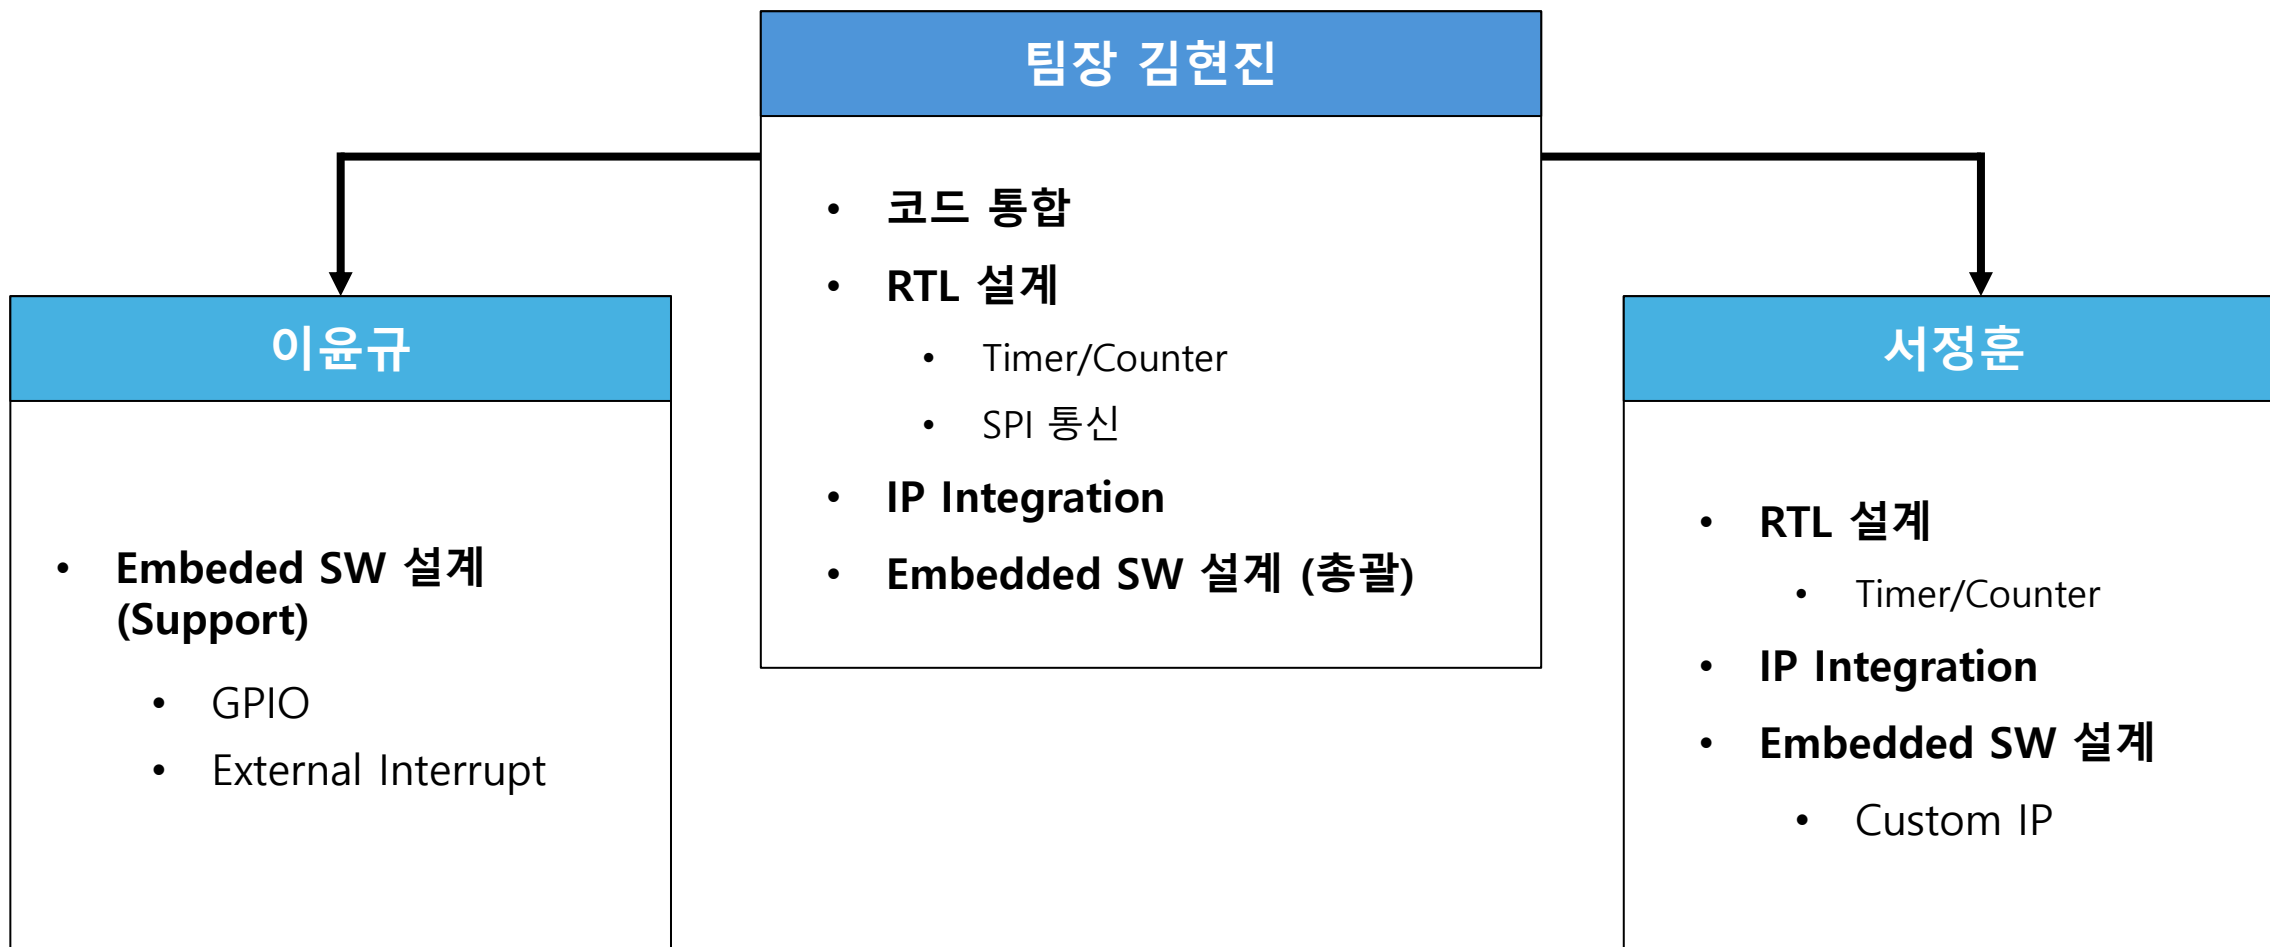 팀장 김현진
• 코드 통합
• RTL 설계
• Timer/Counter
• SPI 통신
• IP Integration
• Embedded SW 설계 (총괄)
이윤규
• Embeded SW 설계
(Support)
• GPIO
• External Interrupt
서정훈
• RTL 설계
• Timer/Counter
• IP Integration
• Embedded SW 설계
• Custom IP